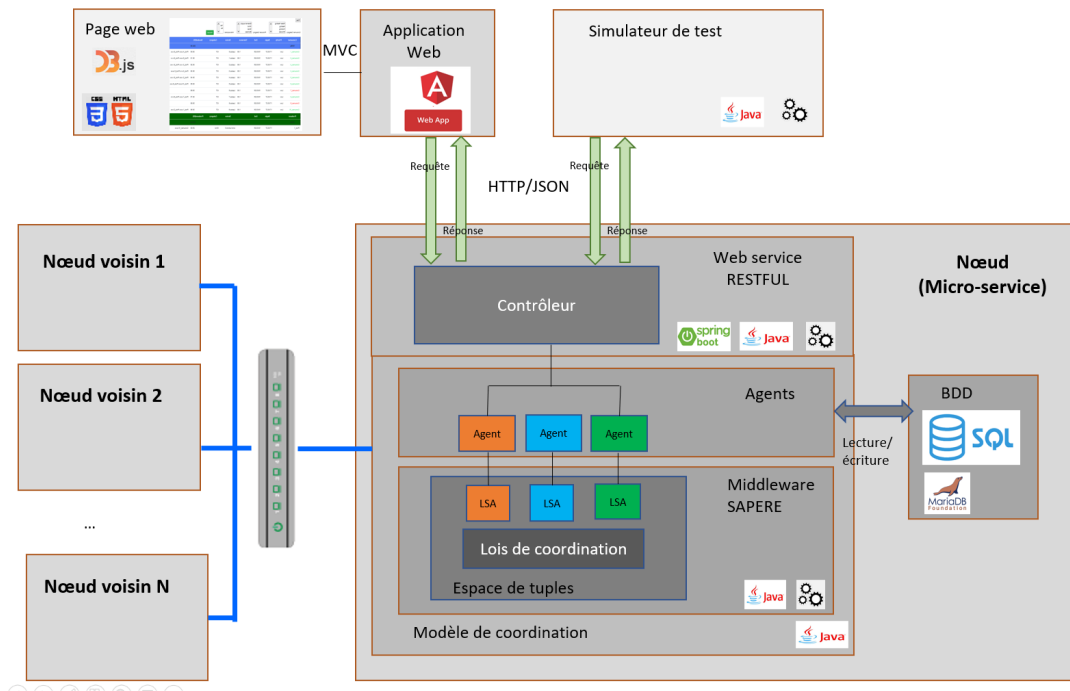 Page web
D3.js
CSS
3
HTML
5
MVC
Application
Web
Web App
Simulateur de test
Java
Requête
Requête
HTTP/JSON
Réponse
Réponse
Nœud voisin 1
Nœud voisin 2
...
Nœud voisin N
Nœud
(Micro-service)
Web service
RESTFUL
Contrôleur
spring
boot
Java
Agents
Agent
Agent
Agent
Lecture/
écriture
BDD
SQL
MariaDB
Foundation
Middleware
SAPERE
LSA
LSA
LSA
Lois de coordination
Espace de tuples
Java
Modèle de coordination
Java